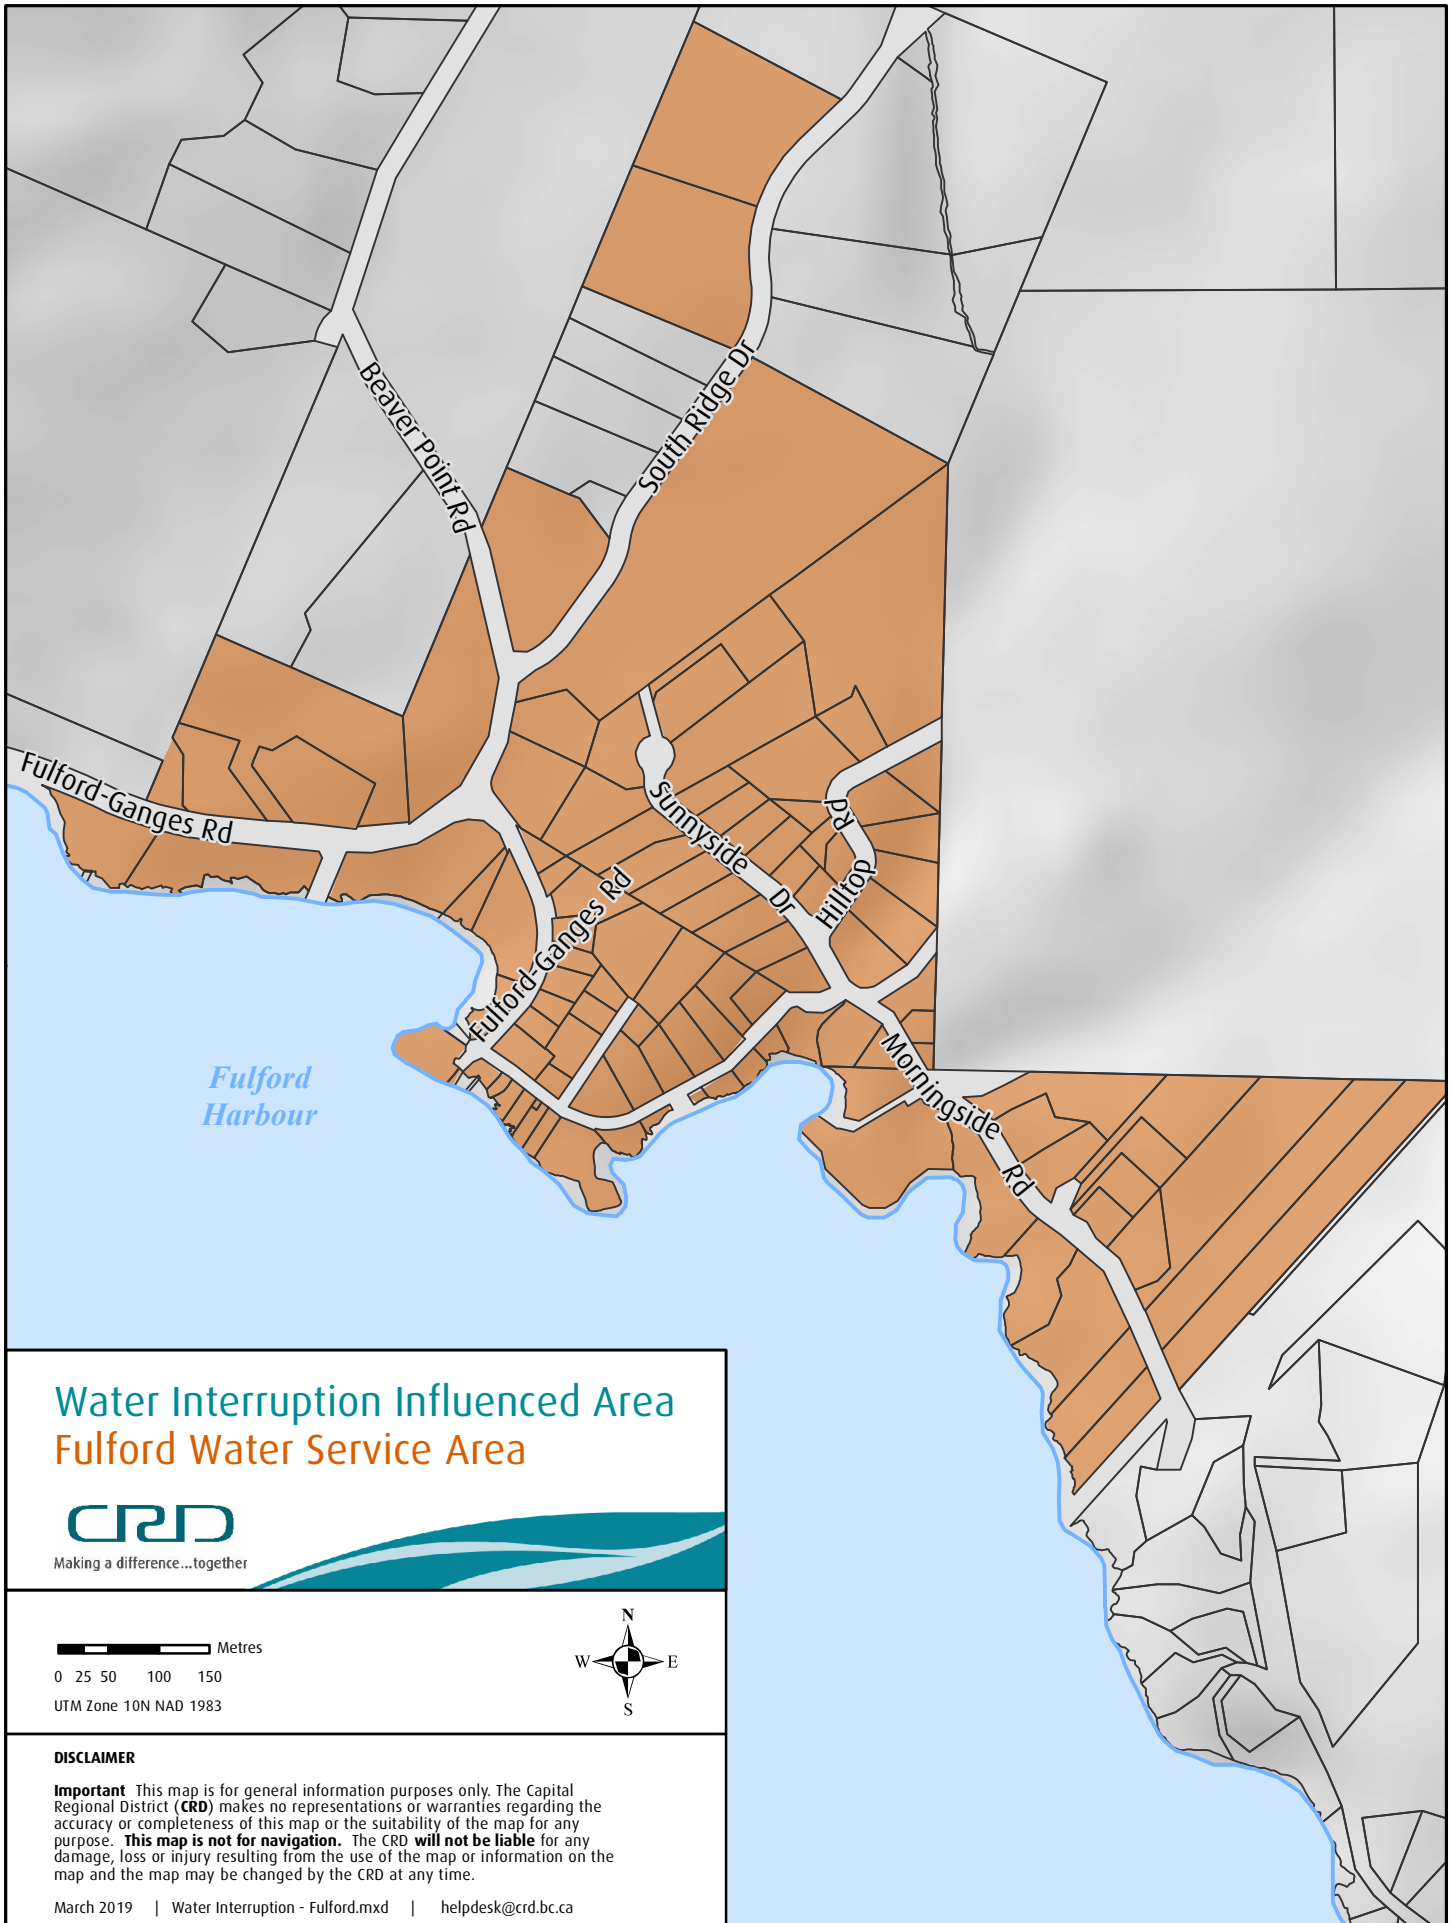 Beaver Point Rd
South Ridge Dr
Fulford-Ganges Rd
Sunnyside Dr
Hilltop Rd
Fulford-Ganges Rd
Morningside Rd
Fulford
Harbour
Water Interruption Influenced Area
Fulford Water Service Area
CRD
Making a difference...together
Metres
0 25 50 100 150
UTM Zone 10N NAD 1983
N
W E
S
DISCLAIMER
Important This map is for general information purposes only. The Capital
Regional District (CRD) makes no representations or warranties regarding the
accuracy or completeness of this map or the suitability of the map for any
purpose. This map is not for navigation. The CRD will not be liable for any
damage, loss or injury resulting from the use of the map or information on the
map and the map may be changed by the CRD at any time.
March 2019 | Water Interruption - Fulford.mxd | helpdesk@crd.bc.ca